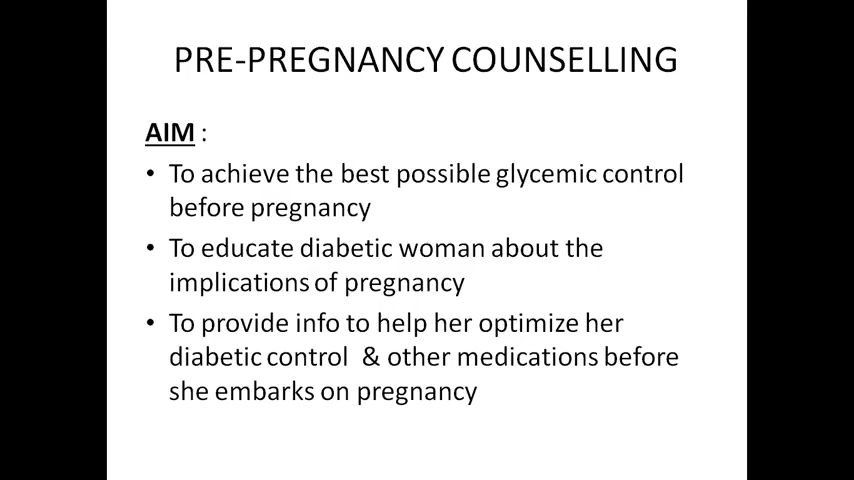 PRE-PREGNANCY COUNSELLING
AIM :
• To achieve the best possible glycemic control
before pregnancy
• To educate diabetic woman about the
implications of pregnancy
• To provide info to help her optimize her
diabetic control & other medications before
she embarks on pregnancy